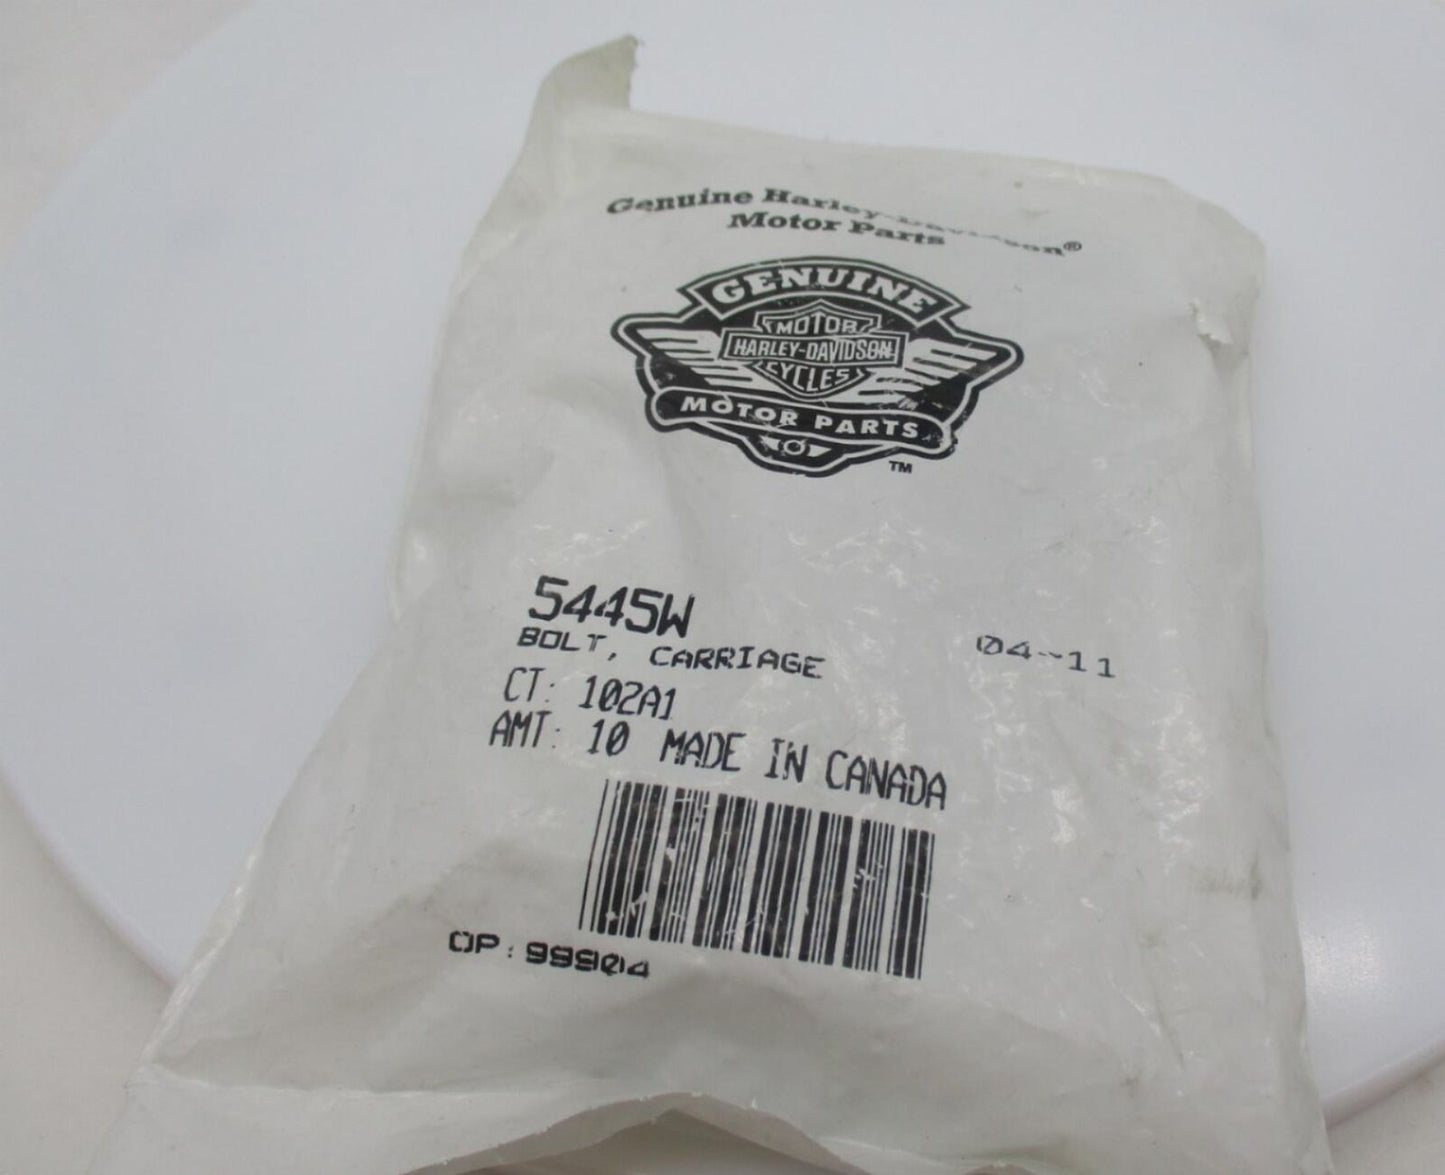 Genuine Harley-Davidson®
Motor Parts
GENUINE
MOTOR
HARLEY-DAVIDSON
CYCLES
MOTOR PARTS
TM
5445W
BOLT, CARRIAGE
04-11
CT: 102A1
AMT: 10 MADE IN CANADA
OP: 99904